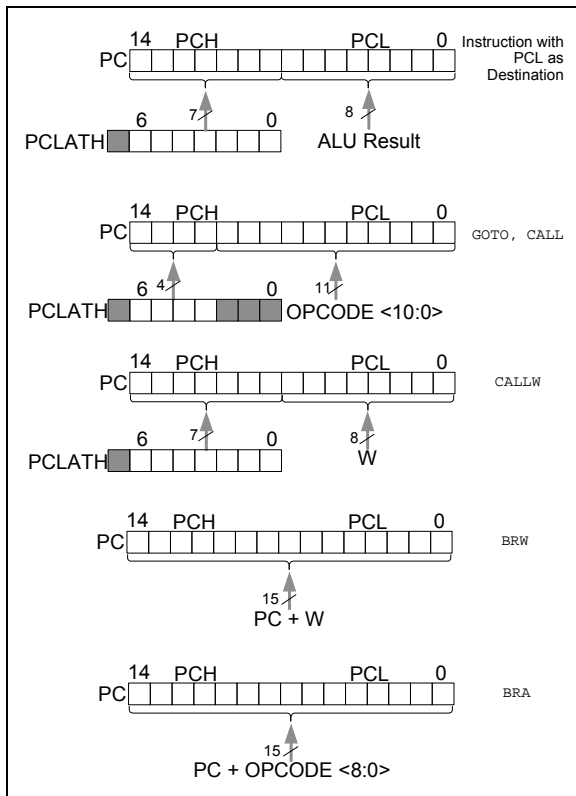 14 PCH PCL 0
PC
Instruction with
PCL as
Destination
7 8
6 0
PCLATH
ALU Result
14 PCH PCL 0
PC
GOTO, CALL
4 11
6 0
PCLATH
OPCODE <10:0>
14 PCH PCL 0
PC
CALLW
7 8
6 0
W
PCLATH
14 PCH PCL 0
PC
BRW
15
PC + W
14 PCH PCL 0
PC
BRA
15
PC + OPCODE <8:0>